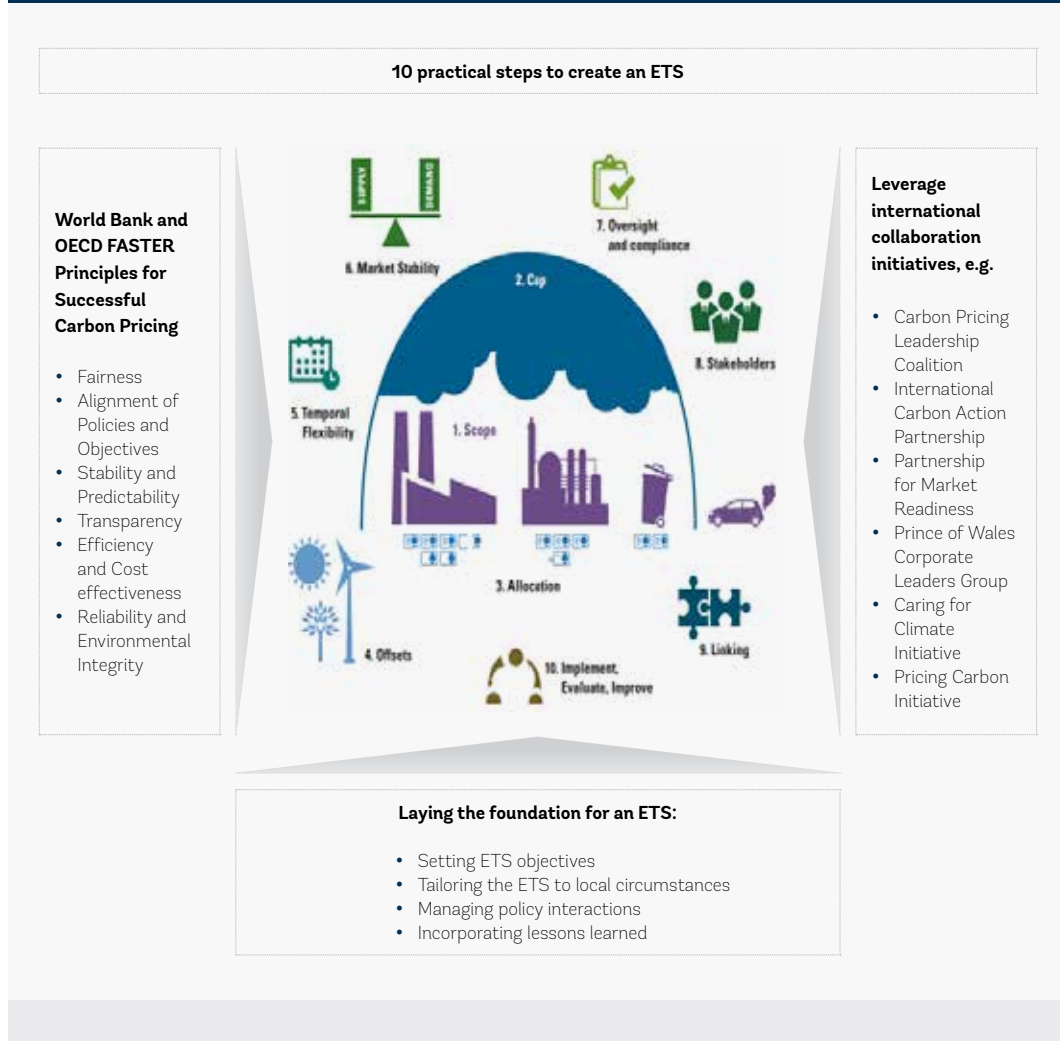 10 practical steps to create an ETS
World Bank and
OECD FASTER
Principles for
Successful
Carbon Pricing
• Fairness
• Alignment of
Policies and
Objectives
• Stability and
Predictability
• Transparency
• Efficiency
and Cost
effectiveness
• Reliability and
Environmental
Integrity
SUPPLY
DEMAND
6. Market Stability
7. Oversight
and compliance
2. Cap
8. Stakeholders
5. Temporal
Flexibility
1. Scope
3. Allocation
4. Offsets
9. Linking
10. Implement,
Evaluate, Improve
Leverage
international
collaboration
initiatives, e.g.
• Carbon Pricing
Leadership
Coalition
• International
Carbon Action
Partnership
• Partnership
for Market
Readiness
• Prince of Wales
Corporate
Leaders Group
• Caring for
Climate
Initiative
• Pricing Carbon
Initiative
Laying the foundation for an ETS:
• Setting ETS objectives
• Tailoring the ETS to local circumstances
• Managing policy interactions
• Incorporating lessons learned